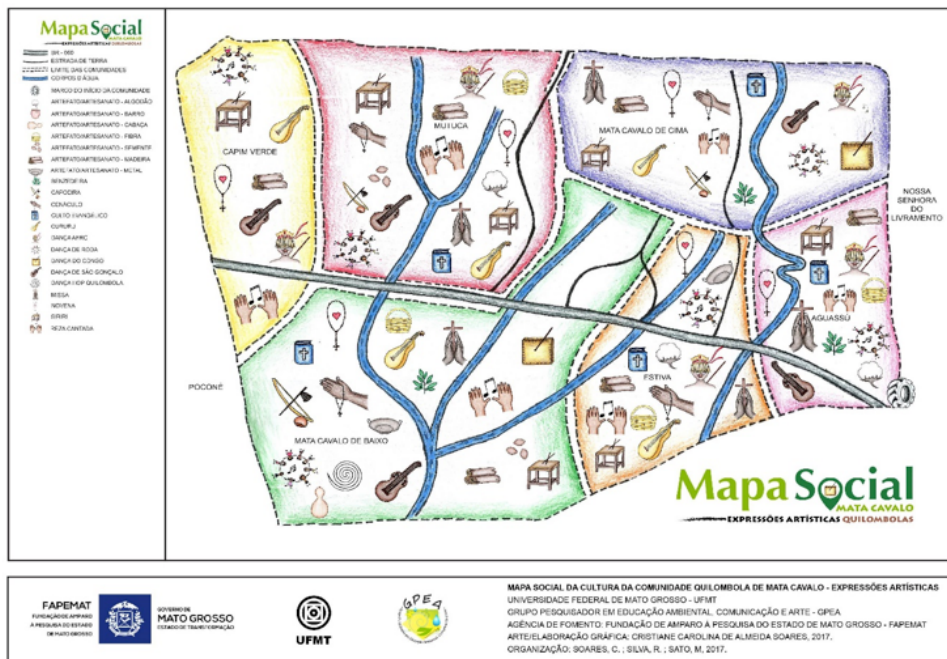 Mapa Social
MATA CAVALO
EXPRESSÕES ARTÍSTICAS QUILOMBOLAS
ESTRADA DE TERRA
LIMITE DAS COMUNIDADES
CORPOS D'ÁGUA
MARCO DO INÍCIO DA COMUNIDADE
ARTEFATO/ARTESANATO - ALGODÃO
ARTEFATO/ARTESANATO - BARRO
ARTEFATO/ARTESANATO - CABAÇA
ARTEFATO/ARTESANATO - FIBRA
ARTEFATO/ARTESANATO - SEMENTE
ARTEFATO/ARTESANATO - MADEIRA
ARTEFATO/ARTESANATO - METAL
BENZEDEIRA
CAPOEIRA
CENÁCULO
CULTO EVANGÉLICO
CURURU
DANÇA AFRO
DANÇA DE RODA
DANÇA DO CONGO
DANÇA DE SÃO GONÇALO
DANÇA HOP QUILOMBOLA
MISSA
NOVENA
SIRIRI
REZA CANTADA
CAPIM VERDE
MUTUCA
MATA CAVALO DE CIMA
NOSSA
SENHORA
DO
LIVRAMENTO
AGUASSÚ
ESTIVA
POCONÉ
MATA CAVALO DE BAIXO
Mapa Social
MATA CAVALO
EXPRESSÕES ARTÍSTICAS QUILOMBOLAS
FAPEMAT
FUNDAÇÃO DE AMPARO
À PESQUISA DO ESTADO
DE MATO GROSSO
GOVERNO DE
MATO GROSSO
ESTADO DE TRANSFORMAÇÃO
UFMT
GPEA
MAPA SOCIAL DA CULTURA DA COMUNIDADE QUILOMBOLA DE MATA CAVALO - EXPRESSÕES ARTÍSTICAS
UNIVERSIDADE FEDERAL DE MATO GROSSO - UFMT
GRUPO PESQUISADOR EM EDUCAÇÃO AMBIENTAL, COMUNICAÇÃO E ARTE - GPEA
AGÊNCIA DE FOMENTO: FUNDAÇÃO DE AMPARO À PESQUISA DO ESTADO DE MATO GROSSO - FAPEMAT
ARTE/ELABORAÇÃO GRÁFICA: CRISTIANE CAROLINA DE ALMEIDA SOARES, 2017.
ORGANIZAÇÃO: SOARES, C. ; SILVA, R. ; SATO, M, 2017.